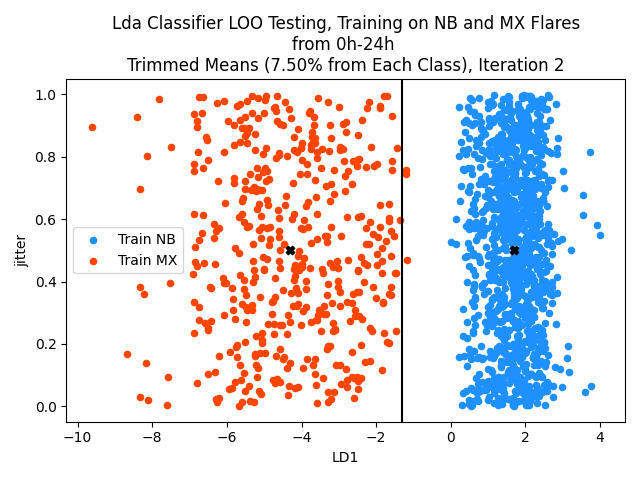 Lda Classifier LOO Testing, Training on NB and MX Flares
from 0h-24h
Trimmed Means (7.50% from Each Class), Iteration 2
1.0
0.8
0.6
0.4
0.2
0.0
jitter
Train NB
Train MX
−10
−8
−6
−4
−2
0
2
4
LD1